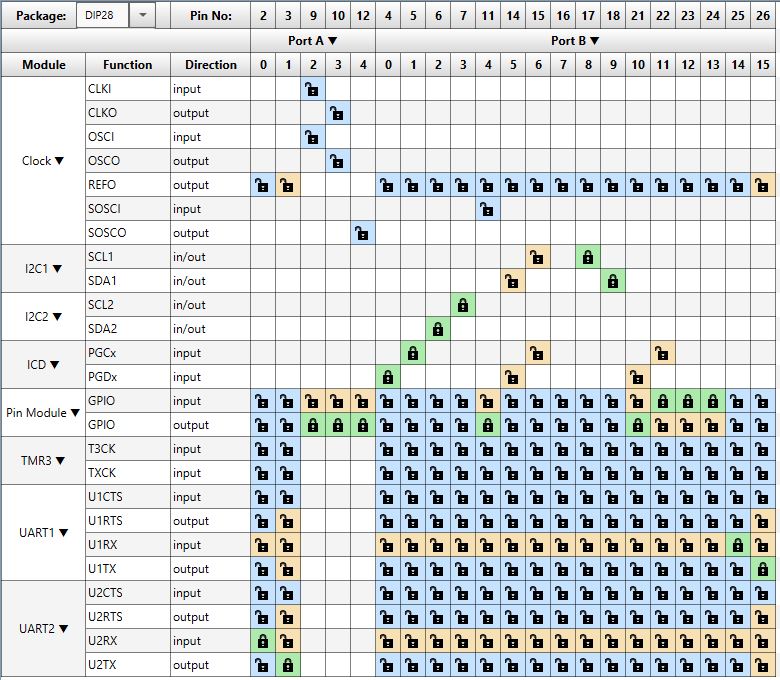 Package: DIP28 Pin No: 2 3 9 10 12 4 5 6 7 11 14 15 16 17 18 21 22 23 24 25 26
Port A ▼ Port B ▼
Module Function Direction 0 1 2 3 4 0 1 2 3 4 5 6 7 8 9 10 11 12 13 14 15
Clock ▼
CLKI input
CLKO output
OSCI input
OSCO output
REFO output
SOSCI input
SOSCO output
I2C1 ▼
SCL1 in/out
SDA1 in/out
I2C2 ▼
SCL2 in/out
SDA2 in/out
ICD ▼
PGCx input
PGDx input
Pin Module ▼
GPIO input
GPIO output
TMR3 ▼
T3CK input
TXCK input
UART1 ▼
U1CTS input
U1RTS output
U1RX input
U1TX output
UART2 ▼
U2CTS input
U2RTS output
U2RX input
U2TX output